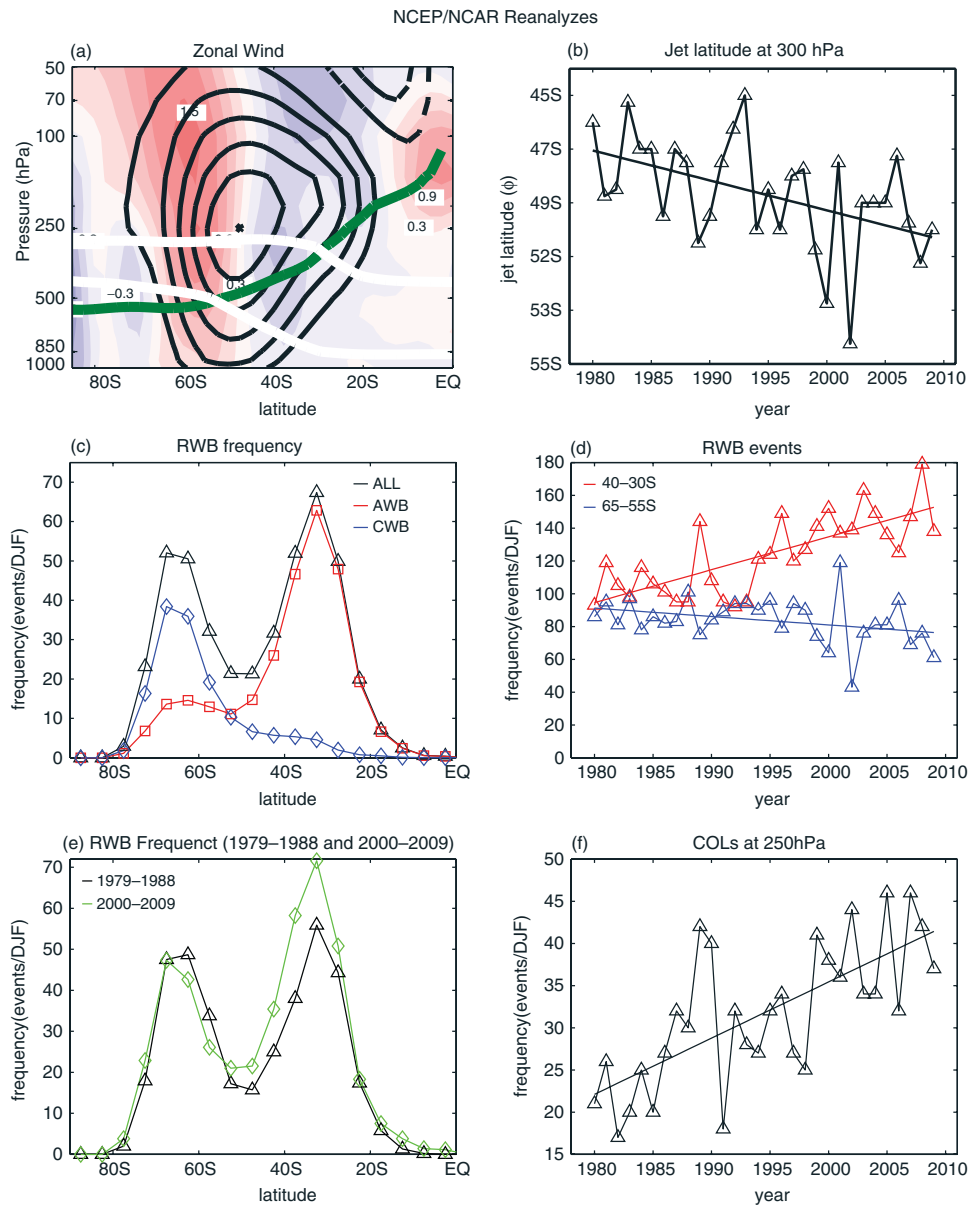 NCEP/NCAR Reanalyzes
(a) Zonal Wind
Pressure (hPa)
50
70
100
250
500
850
1000
1.5
0.9
0.3
−0.3
0.3
80S 60S 40S 20S EQ
latitude
(b) Jet latitude at 300 hPa
jet latitude (ϕ)
45S
47S
49S
52S
53S
55S
1980 1985 1990 1995 2000 2005 2010
year
(c) RWB frequency
frequency(events/DJF)
70
60
50
40
30
20
10
0
ALL
AWB
CWB
80S 60S 40S 20S EQ
latitude
(d) RWB events
frequency(events/DJF)
180
160
140
120
100
80
60
40
20
0
40–30S
65–55S
1980 1985 1990 1995 2000 2005 2010
year
(e) RWB Frequenct (1979–1988 and 2000–2009)
frequency(events/DJF)
70
60
50
40
30
20
10
0
1979–1988
2000–2009
80S 60S 40S 20S EQ
latitude
(f) COLs at 250hPa
frequency(events/DJF)
50
45
40
35
30
25
20
15
1980 1985 1990 1995 2000 2005 2010
year